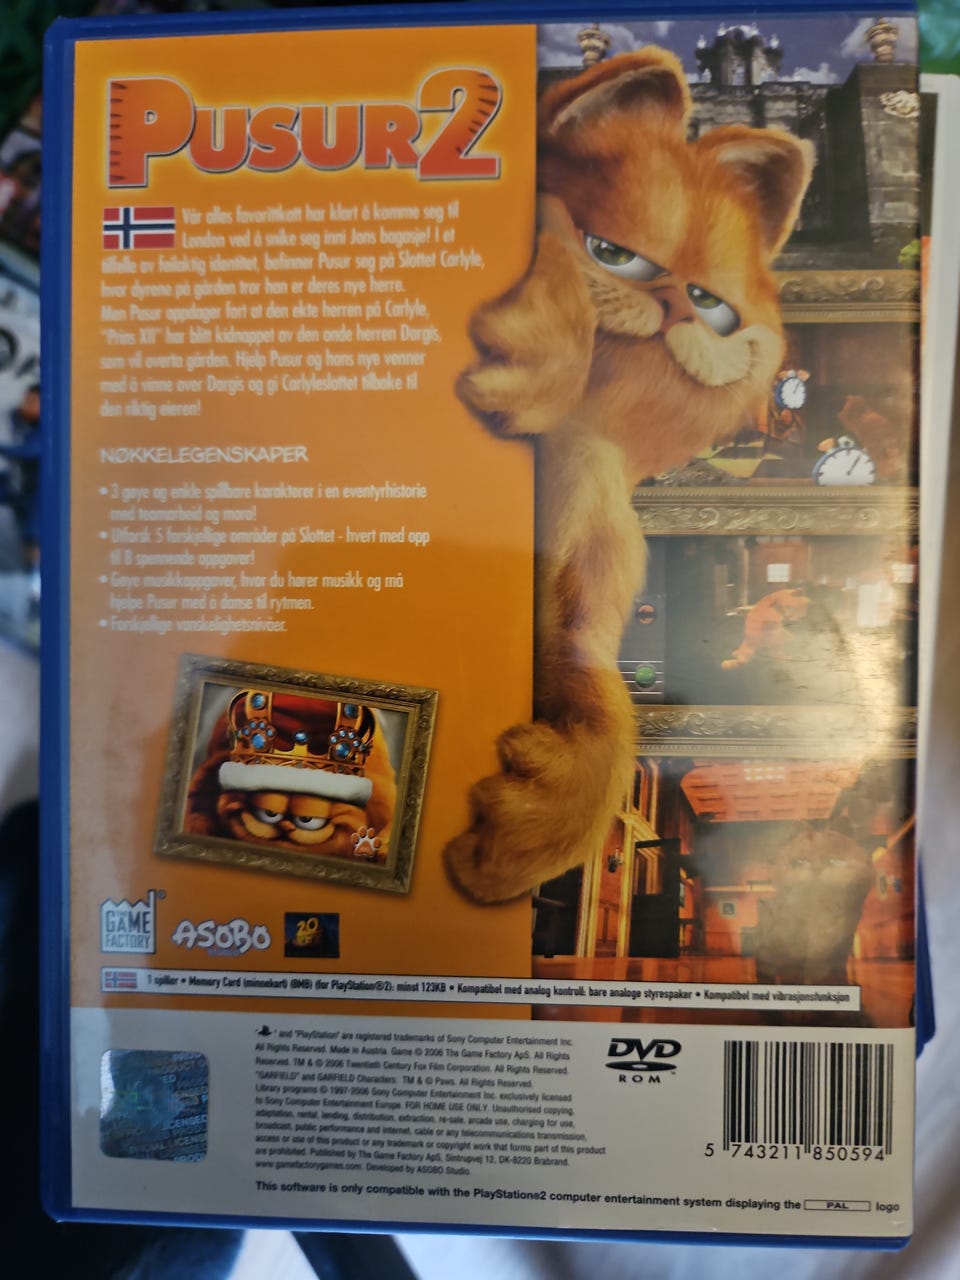 PUSUR2
Vår alles favorittkatt har klart å komme seg til
London ved å snike seg inni Jons bagasje! I et
tilfelle av feilaktig identitet, befinner Pusur seg på Slottet Carlyle,
hvor dyrene på gården tror han er deres nye herre.
Men Pusur oppdager fort at den ekte herren på Carlyle,
"Prins XII" har blitt kidnappet av den onde herren Dargis,
som vil overta gården. Hjelp Pusur og hans nye venner
med å vinne over Dargis og gi Carlyleslottet tilbake til
den riktig eieren!
NØKKELEGENSKAPER
• 3 gøye og enkle spillbare karakterer i en eventyrhistorie
med teamarbeid og moro!
• Utforsk 5 forskjellige områder på Slottet - hvert med opp
til 8 spennende oppgaver!
• Gøye musikkoppgaver, hvor du hører musikk og må
hjelpe Pusur med å danse til rytmen.
• Forskjellige vanskelighetsnivåer.
THE GAME FACTORY®
ASOBO
STUDIO
20
1 spiller • Memory Card (minnekort) (8MB) (for PlayStation®2): minst 123KB • Kompatibel med analog kontroll: bare analoge styrespaker • Kompatibel med vibrasjonsfunksjon
" " and "PlayStation" are registered trademarks of Sony Computer Entertainment Inc.
All Rights Reserved. Made in Austria. Game © 2006 The Game Factory ApS. All Rights
Reserved. TM & © 2006 Twentieth Century Fox Film Corporation. All Rights Reserved.
"GARFIELD" and GARFIELD Characters: TM & © Paws. All Rights Reserved.
Library programs © 1997-2006 Sony Computer Entertainment Inc. exclusively licensed
to Sony Computer Entertainment Europe. FOR HOME USE ONLY. Unauthorised copying,
adaptation, rental, lending, distribution, extraction, re-sale, arcade use, charging for use,
broadcast, public performance and internet, cable or any telecommunications transmission,
access or use of this product or any trademark or copyright work that forms part of this product
are prohibited. Published by The Game Factory ApS, Sintrupvej 12, DK-8220 Brabrand.
www.gamefactorygames.com. Developed by ASOBO Studio.
DVD
ROM
5 743211 850594
This software is only compatible with the PlayStation®2 computer entertainment system displaying the PAL logo